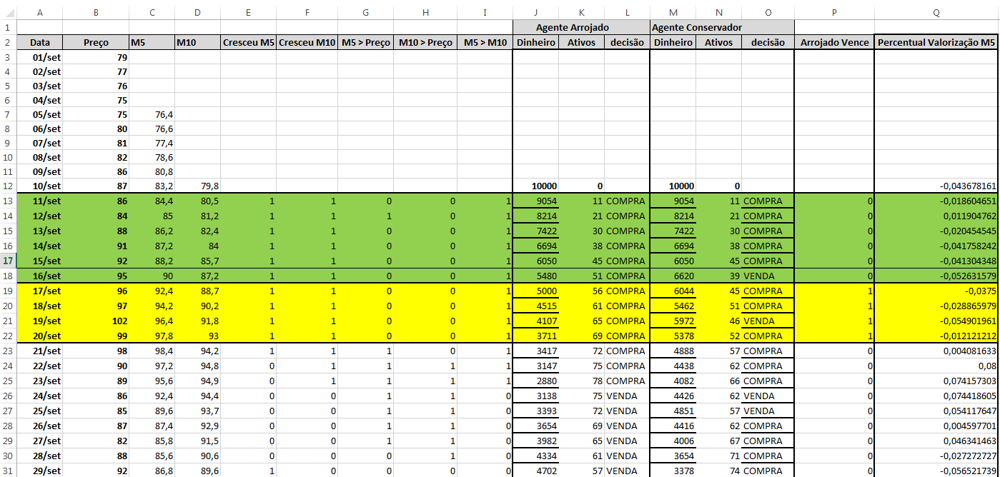 A B C D E F G H I J K L M N O P Q
1 Agente Arrojado Agente Conservador
2 Data Preço M5 M10 Cresceu M5 Cresceu M10 M5 > Preço M10 > Preço M5 > M10 Dinheiro Ativos decisão Dinheiro Ativos decisão Arrojado Vence Percentual Valorização M5
3 01/set 79
4 02/set 77
5 03/set 76
6 04/set 75
7 05/set 75 76,4
8 06/set 80 76,6
9 07/set 81 77,4
10 08/set 82 78,6
11 09/set 86 80,8
12 10/set 87 83,2 79,8 10000 0 10000 0 -0,043678161
13 11/set 86 84,4 80,5 1 1 0 0 1 9054 11 COMPRA 9054 11 COMPRA 0 -0,018604651
14 12/set 84 85 81,2 1 1 1 0 1 8214 21 COMPRA 8214 21 COMPRA 0 0,011904762
15 13/set 88 86,2 82,4 1 1 0 0 1 7422 30 COMPRA 7422 30 COMPRA 0 -0,020454545
16 14/set 91 87,2 84 1 1 0 0 1 6694 38 COMPRA 6694 38 COMPRA 0 -0,041758242
17 15/set 92 88,2 85,7 1 1 0 0 1 6050 45 COMPRA 6050 45 COMPRA 0 -0,041304348
18 16/set 95 90 87,2 1 1 0 0 1 5480 51 COMPRA 6620 39 VENDA 0 -0,052631579
19 17/set 96 92,4 88,7 1 1 0 0 1 5000 56 COMPRA 6044 45 COMPRA 1 -0,0375
20 18/set 97 94,2 90,2 1 1 0 0 1 4515 61 COMPRA 5462 51 COMPRA 1 -0,028865979
21 19/set 102 96,4 91,8 1 1 0 0 1 4107 65 COMPRA 5972 46 VENDA 1 -0,054901961
22 20/set 99 97,8 93 1 1 0 0 1 3711 69 COMPRA 5378 52 COMPRA 1 -0,012121212
23 21/set 98 98,4 94,2 1 1 1 0 1 3417 72 COMPRA 4888 57 COMPRA 0 0,004081633
24 22/set 90 97,2 94,8 0 1 1 1 1 3147 75 COMPRA 4438 62 COMPRA 0 0,08
25 23/set 89 95,6 94,9 0 1 1 1 1 2880 78 COMPRA 4082 66 COMPRA 0 0,074157303
26 24/set 86 92,4 94,4 0 0 1 1 0 3138 75 VENDA 4426 62 VENDA 0 0,074418605
27 25/set 85 89,6 93,7 0 0 1 1 0 3393 72 VENDA 4851 57 VENDA 0 0,054117647
28 26/set 87 87,4 92,9 0 0 1 1 0 3654 69 VENDA 4416 62 COMPRA 0 0,004597701
29 27/set 82 85,8 91,5 0 0 1 1 0 3982 65 VENDA 4006 67 COMPRA 0 0,046341463
30 28/set 88 85,6 90,6 0 0 0 1 0 4334 61 VENDA 3654 71 COMPRA 0 -0,027272727
31 29/set 92 86,8 89,6 1 0 0 0 0 4702 57 VENDA 3378 74 COMPRA 0 -0,056521739